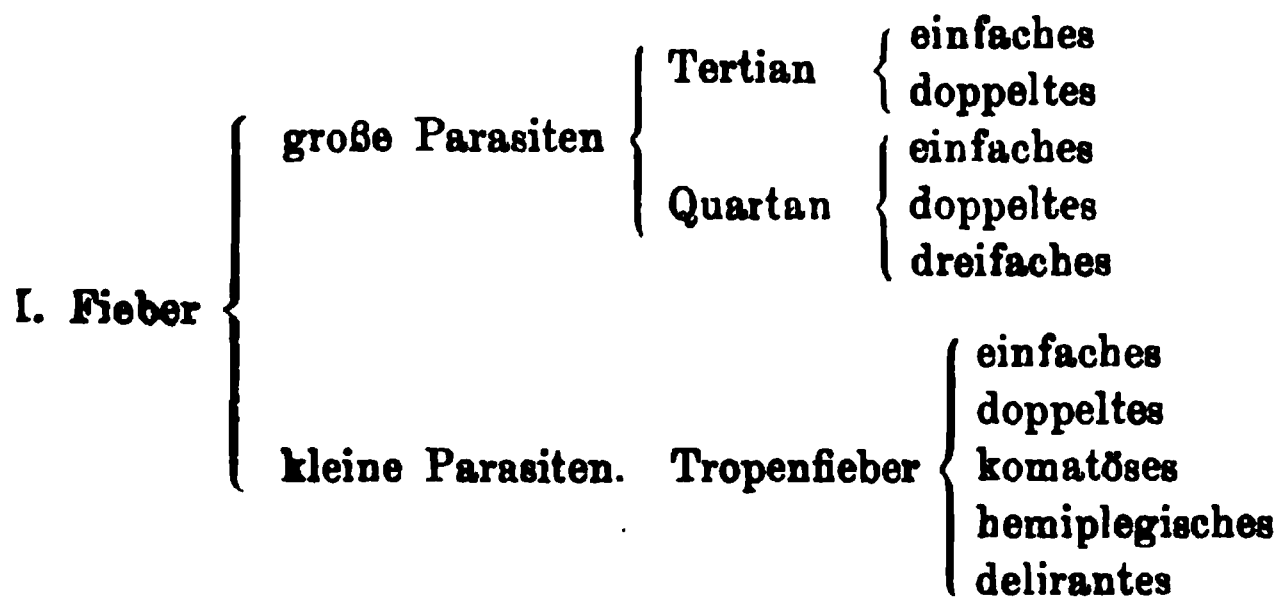 einfaches
Tertian
doppeltes
große Parasiten
einfaches
Quartan doppeltes
dreifaches
I. Fieber
einfaches
doppeltes
kleine Parasiten. Tropenfieber komatöses
hemiplegisches
delirantes